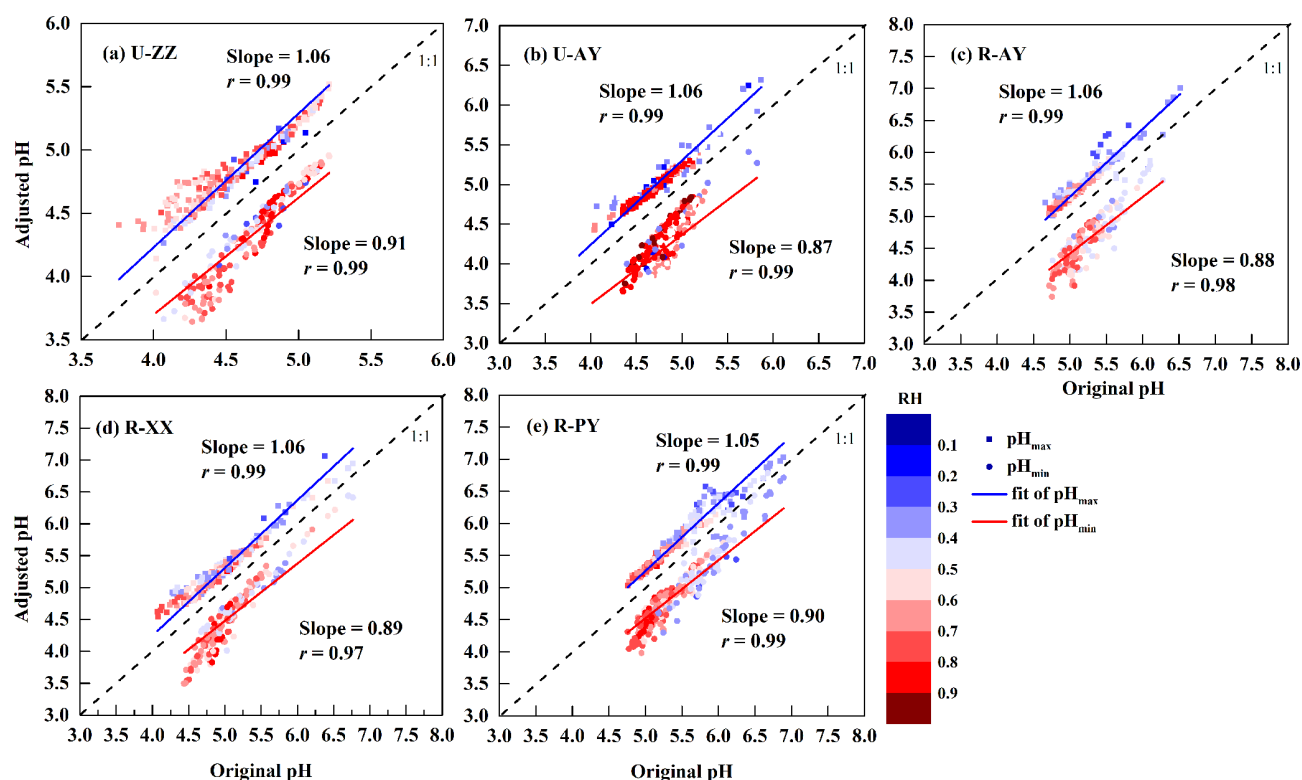 (a) U-ZZ
Slope = 1.06
r = 0.99
1:1
Slope = 0.91
r = 0.99
Adjusted pH
6.0
5.5
5.0
4.5
4.0
3.5
3.5 4.0 4.5 5.0 5.5 6.0
(b) U-AY
Slope = 1.06
r = 0.99
1:1
Slope = 0.87
r = 0.99
7.0
6.5
6.0
5.5
5.0
4.5
4.0
3.5
3.0
3.0 3.5 4.0 4.5 5.0 5.5 6.0 6.5 7.0
(c) R-AY
Slope = 1.06
r = 0.99
1:1
Slope = 0.88
r = 0.98
8.0
7.5
7.0
6.5
6.0
5.5
5.0
4.5
4.0
3.5
3.0
3.0 3.5 4.0 4.5 5.0 5.5 6.0 6.5 7.0 7.5 8.0
Original pH
(d) R-XX
Slope = 1.06
r = 0.99
1:1
Slope = 0.89
r = 0.97
Adjusted pH
8.0
7.5
7.0
6.5
6.0
5.5
5.0
4.5
4.0
3.5
3.0
3.0 3.5 4.0 4.5 5.0 5.5 6.0 6.5 7.0 7.5 8.0
Original pH
(e) R-PY
Slope = 1.05
r = 0.99
1:1
Slope = 0.90
r = 0.99
8.0
7.5
7.0
6.5
6.0
5.5
5.0
4.5
4.0
3.5
3.0
3.0 3.5 4.0 4.5 5.0 5.5 6.0 6.5 7.0 7.5 8.0
Original pH
RH
0.1
0.2
0.3
0.4
0.5
0.6
0.7
0.8
0.9
pHmax
pHmin
fit of pHmax
fit of pHmin